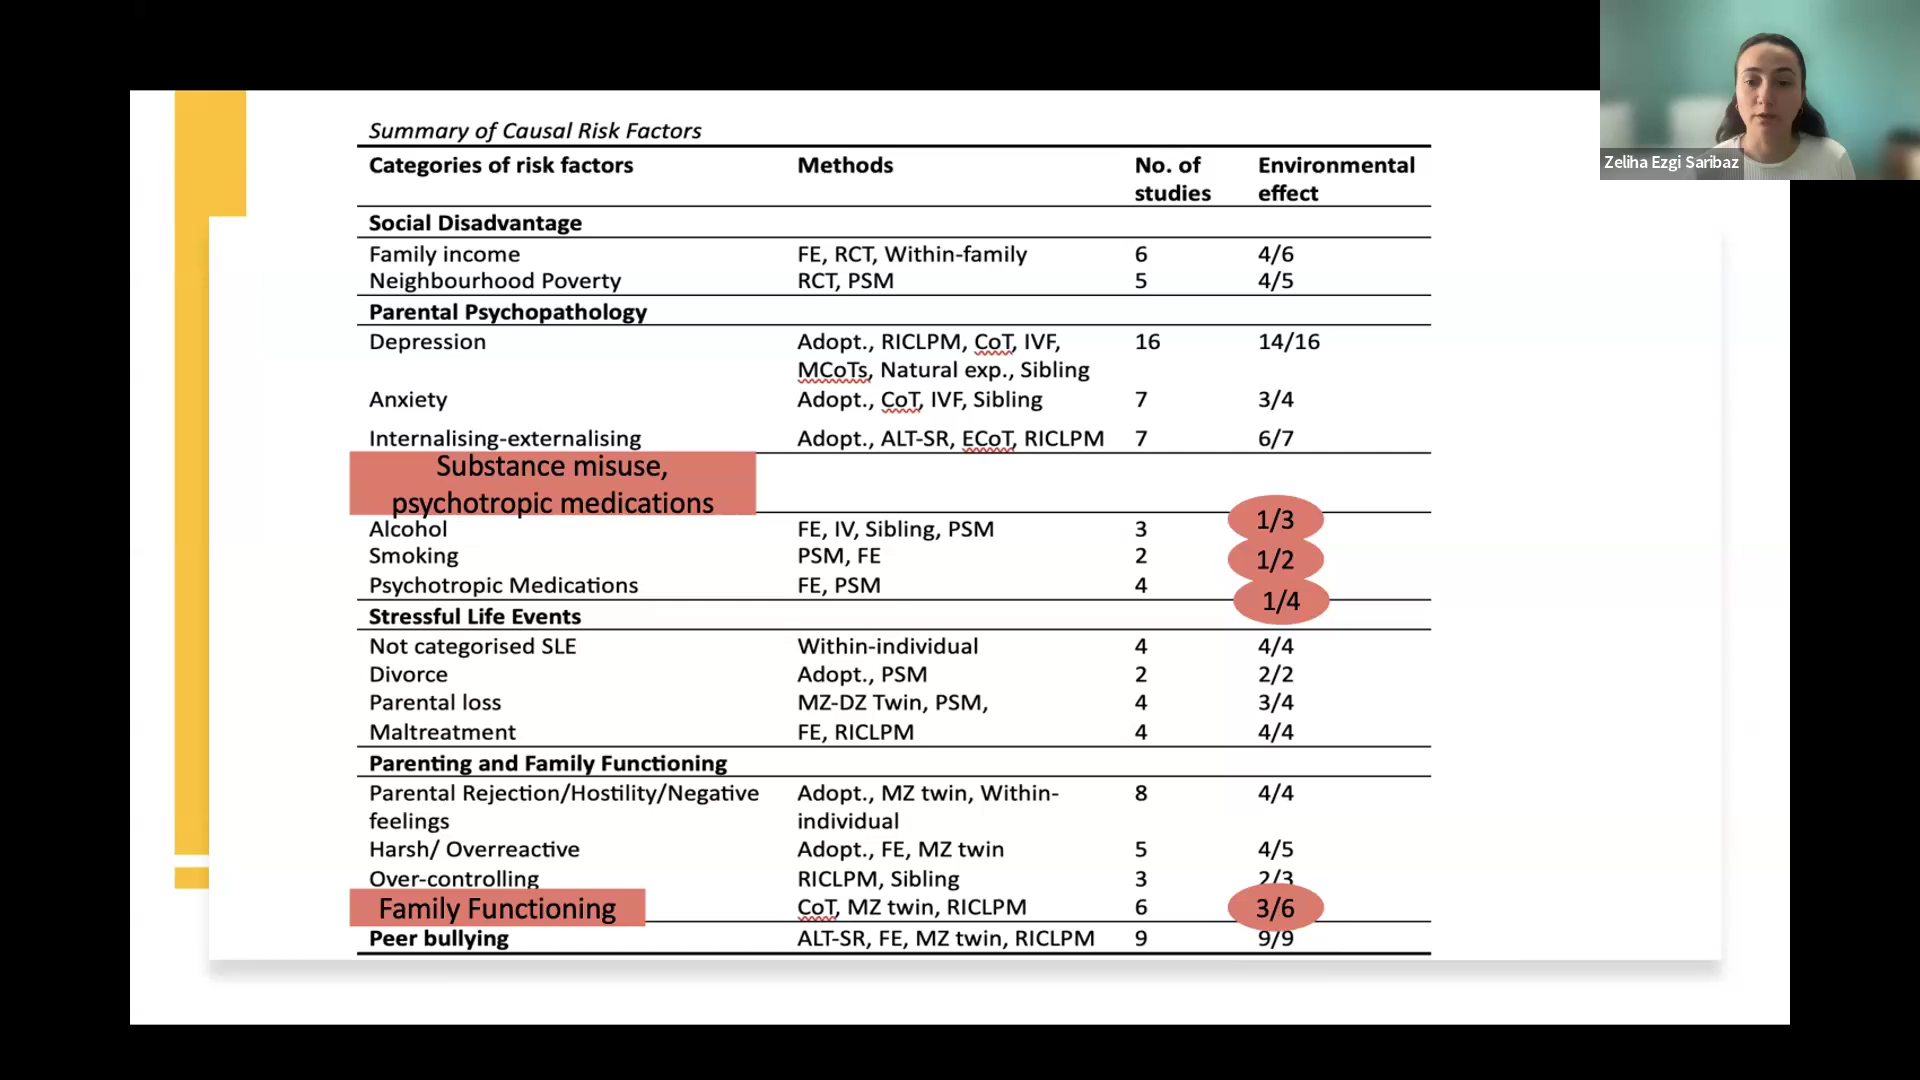 Zeliha Ezgi Saribaz
Summary of Causal Risk Factors
Categories of risk factors Methods No. of studies Environmental effect
Social Disadvantage
Family income FE, RCT, Within-family 6 4/6
Neighbourhood Poverty RCT, PSM 5 4/5
Parental Psychopathology
Depression Adopt., RICLPM, CoT, IVF, 16 14/16
MCoTs, Natural exp., Sibling
Anxiety Adopt., CoT, IVF, Sibling 7 3/4
Internalising-externalising Adopt., ALT-SR, ECoT, RICLPM 7 6/7
Substance misuse,
psychotropic medications
Alcohol FE, IV, Sibling, PSM 3 1/3
Smoking PSM, FE 2 1/2
Psychotropic Medications FE, PSM 4 1/4
Stressful Life Events
Not categorised SLE Within-individual 4 4/4
Divorce Adopt., PSM 2 2/2
Parental loss MZ-DZ Twin, PSM, 4 3/4
Maltreatment FE, RICLPM 4 4/4
Parenting and Family Functioning
Parental Rejection/Hostility/Negative Adopt., MZ twin, Within- 8 4/4
feelings individual
Harsh/ Overreactive Adopt., FE, MZ twin 5 4/5
Over-controlling RICLPM, Sibling 3 2/3
Family Functioning CoT, MZ twin, RICLPM 6 3/6
Peer bullying ALT-SR, FE, MZ twin, RICLPM 9 9/9